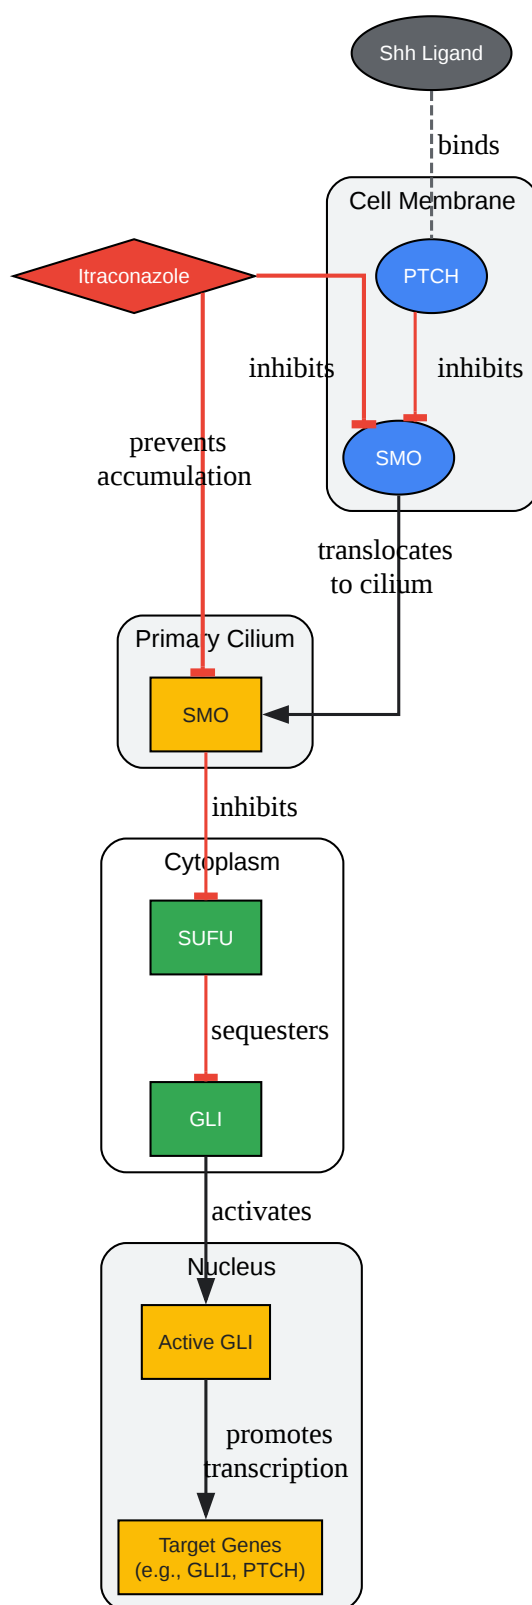 Shh Ligand
binds
Cell Membrane
Itraconazole
PTCH
inhibits
inhibits
prevents
accumulation
SMO
translocates
to cilium
Primary Cilium
SMO
inhibits
Cytoplasm
SUFU
sequesters
GLI
activates
Nucleus
Active GLI
promotes
transcription
Target Genes
(e.g., GLI1, PTCH)